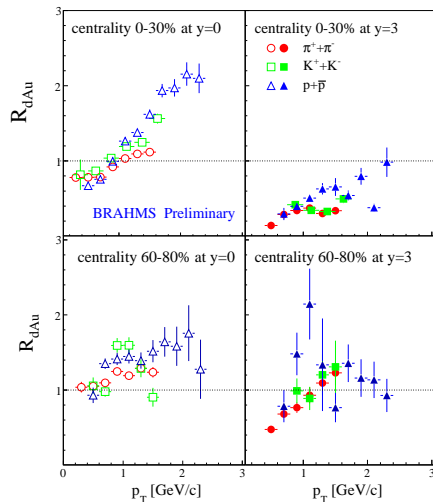 centrality 0-30% at y=0
centrality 0-30% at y=3
π⁺+π⁻
K⁺+K⁻
p+p̅
R_dAu
3
2
1
BRAHMS Preliminary
centrality 60-80% at y=0
centrality 60-80% at y=3
R_dAu
3
2
1
0
0 1 2 3
0 1 2 3
p_T [GeV/c]
p_T [GeV/c]